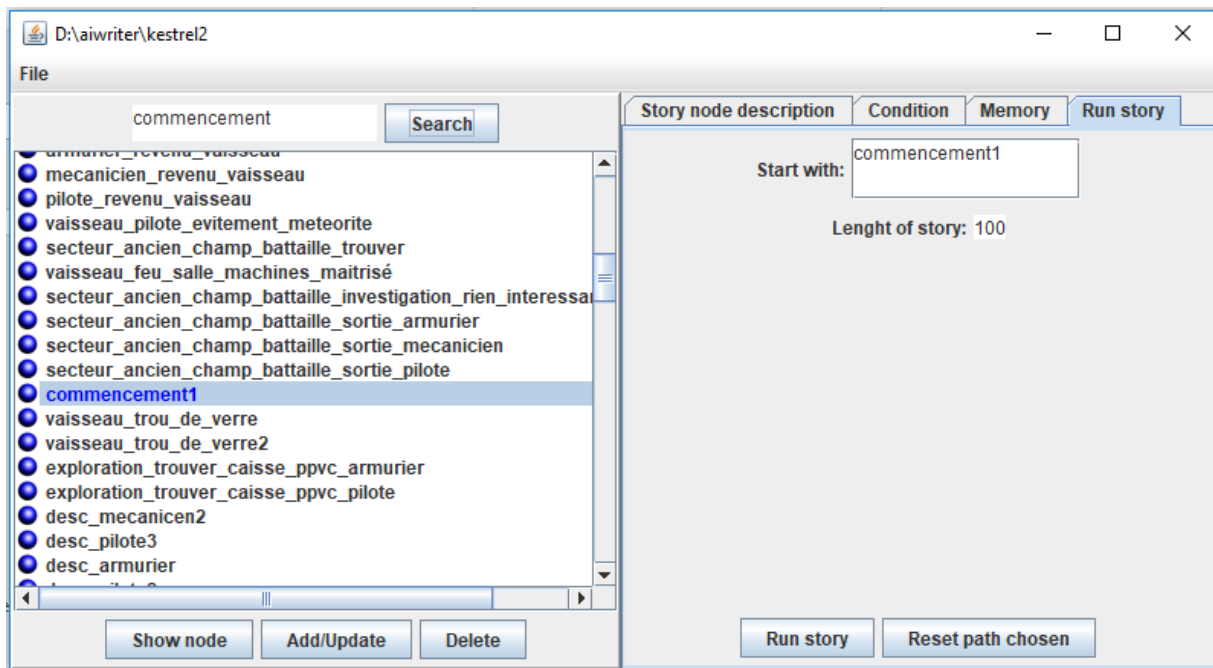 D:\aiwriter\kestrel2
File
commencement
Search
armurier_revenu_vaisseau
mecanicien_revenu_vaisseau
pilote_revenu_vaisseau
vaisseau_pilote_evitement_meteorite
secteur_ancien_champ_battaille_trouver
vaisseau_feu_salle_machines_maitrisé
secteur_ancien_champ_battaille_investigation_rien_interessa
secteur_ancien_champ_battaille_sortie_armurier
secteur_ancien_champ_battaille_sortie_mecanicien
secteur_ancien_champ_battaille_sortie_pilote
commencement1
vaisseau_trou_de_verre
vaisseau_trou_de_verre2
exploration_trouver_caisse_ppvc_armurier
exploration_trouver_caisse_ppvc_pilote
desc_mecanicen2
desc_pilote3
desc_armurier
Show node
Add/Update
Delete
Story node description
Condition
Memory
Run story
Start with:
commencement1
Lenght of story: 100
Run story
Reset path chosen